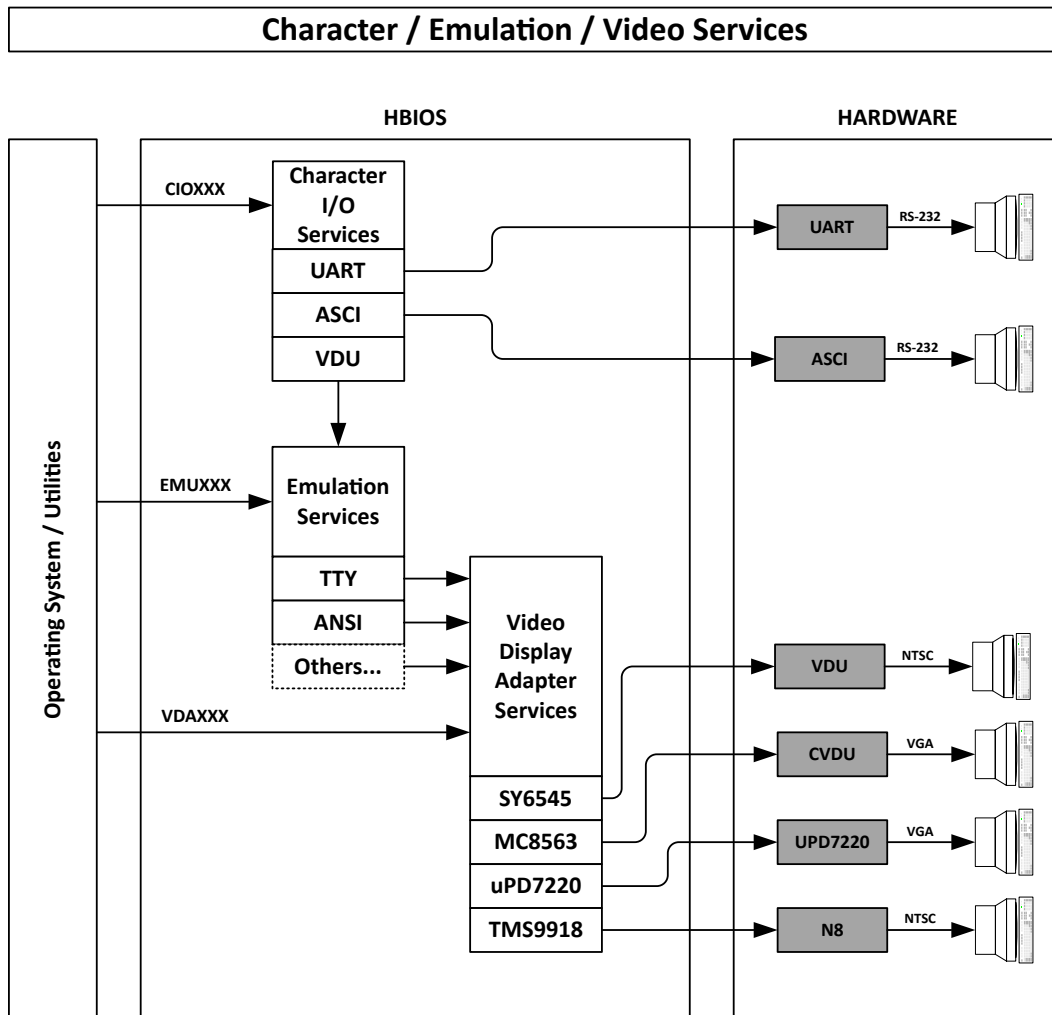 Character / Emulation / Video Services
HBIOS
HARDWARE
Operating System / Utilities
CIOXXX
Character
I/O
Services
UART
ASCI
VDU
UART
RS-232
ASCI
RS-232
EMUXXX
Emulation
Services
TTY
ANSI
Others...
VDAXXX
Video
Display
Adapter
Services
SY6545
MC8563
uPD7220
TMS9918
VDU
NTSC
CVDU
VGA
UPD7220
VGA
N8
NTSC